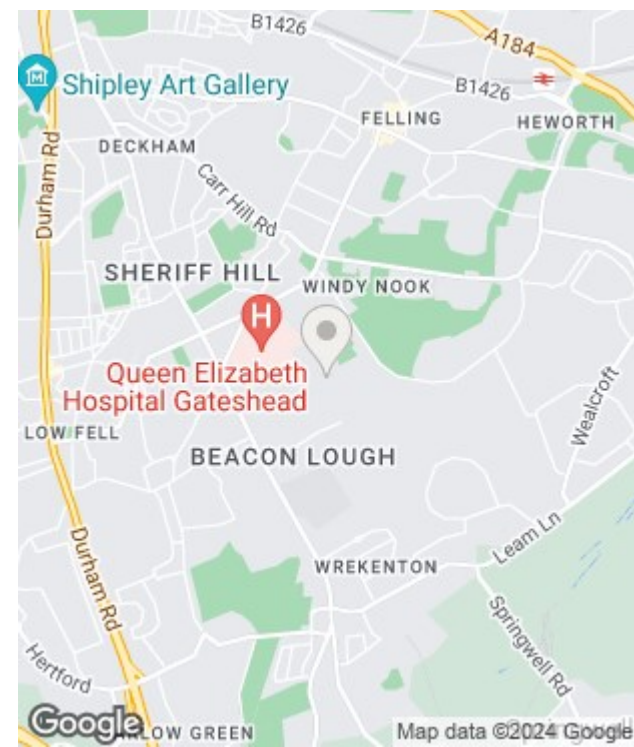 B1426
A184
Shipley Art Gallery
B1426
FELLING
HEWORTH
DECKHAM
Durham Rd
Carr Hill Rd
SHERIFF HILL
WINDY NOOK
H
Queen Elizabeth
Hospital Gateshead
Wealcroft
LOW FELL
BEACON LOUGH
Leam Ln
WREKENTON
Durham Rd
Springwell Rd
Hertford
Google
LOW GREEN
Map data ©2024 Google